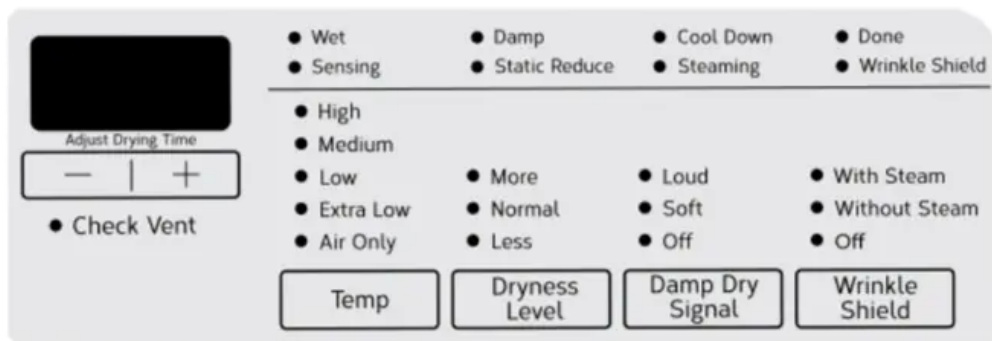 Wet Damp Cool Down Done
Sensing Static Reduce Steaming Wrinkle Shield
Adjust Drying Time
− | +
Check Vent
High
Medium
Low
Extra Low
Air Only
Temp
More
Normal
Less
Dryness
Level
Loud
Soft
Off
Damp Dry
Signal
With Steam
Without Steam
Off
Wrinkle
Shield